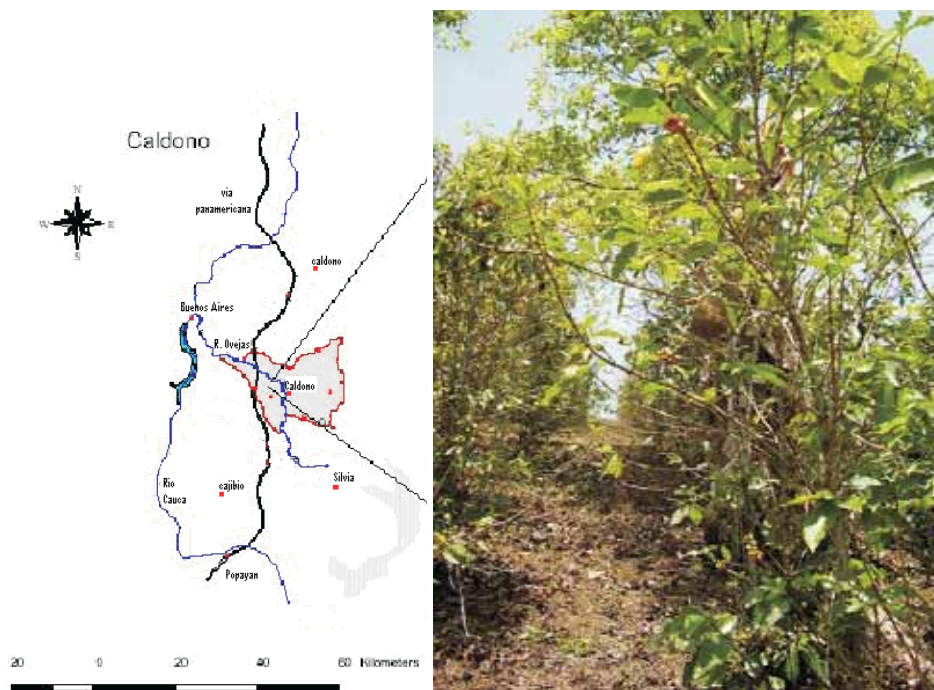 Caldono
N
W E
S
via
panamericana
caldono
Buenos Aires
R. Ovejas
Caldono
Silvia
Rio
Cauca
cajibio
Popayan
20 0 20 40 60 Kilometers